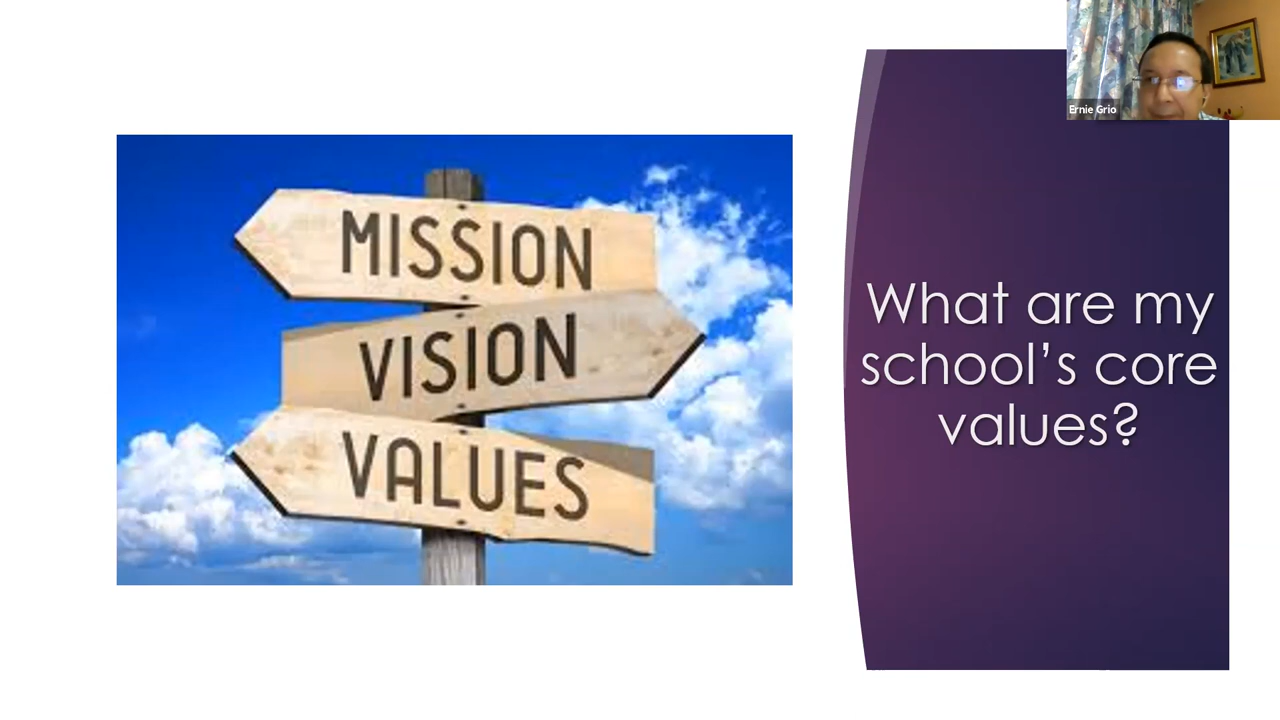 MISSION
VISION
VALUES
What are my
school's core
values?
Ernie Grio